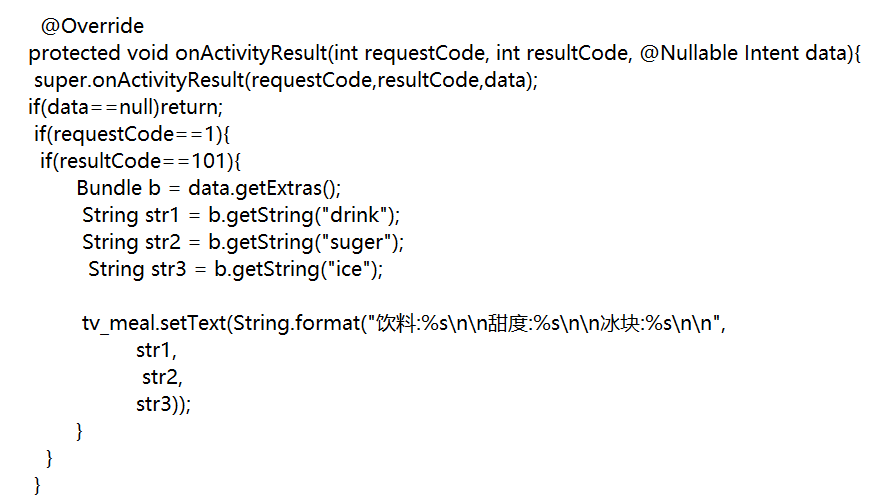 @Override
protected void onActivityResult(int requestCode, int resultCode, @Nullable Intent data){
super.onActivityResult(requestCode,resultCode,data);
if(data==null)return;
if(requestCode==1){
if(resultCode==101){
Bundle b = data.getExtras();
String str1 = b.getString("drink");
String str2 = b.getString("suger");
String str3 = b.getString("ice");
tv_meal.setText(String.format("饮料:%s\n\n甜度:%s\n\n冰块:%s\n\n",
str1,
str2,
str3));
}
}
}